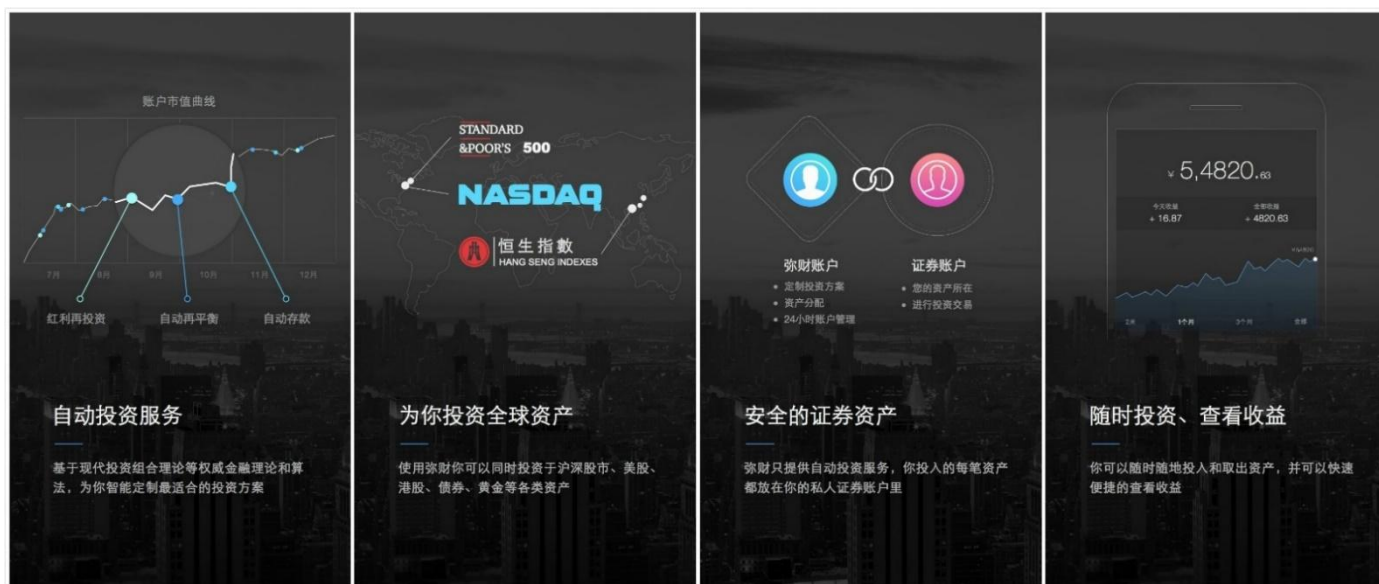 账户市值曲线
7月 8月 9月 10月 11月 12月
红利再投资 自动再平衡 自动存款
自动投资服务
基于现代投资组合理论等权威金融理论和算
法，为你智能定制最适合的投资方案
STANDARD
&POOR'S 500
NASDAQ
恒生指數
HANG SENG INDEXES
为你投资全球资产
使用弥财你可以同时投资于沪深股市、美股、
港股、债券、黄金等各类资产
弥财账户
• 定制投资方案
• 资产分配
• 24小时账户管理
证券账户
• 您的资产所在
• 进行投资交易
安全的证券资产
弥财只提供自动投资服务，你投入的每笔资产
都放在你的私人证券账户里
¥ 5,4820.63
今天收益 全部收益
+ 16.87 + 4820.63
1个月 3个月 全部
随时投资、查看收益
你可以随时随地投入和取出资产，并可以快速
便捷的查看收益